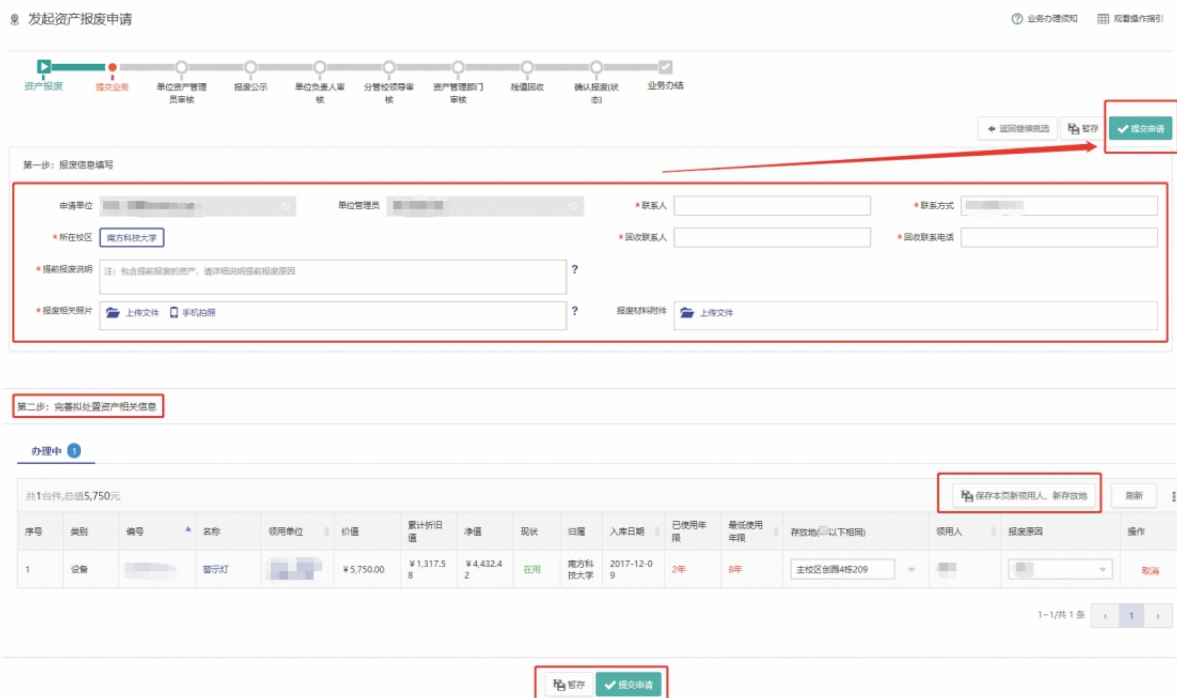 发起资产报废申请
业务办理须知
观看操作指引
资产报废
提交业务
单位资产管理员审核
报废公示
单位负责人审核
分管校领导审核
资产管理部门审核
残值回收
确认报废(状态)
业务办结
返回继续挑选
暂存
提交申请
第一步：报废信息填写
申请单位
单位管理员
*联系人
*联系方式
*所在校区
南方科技大学
*回收联系人
*回收联系电话
*提前报废说明
注：包含提前报废的资产，请详细说明提前报废原因
?
*报废相关照片
上传文件
手机拍照
?
报废材料附件
上传文件
第二步：完善拟处置资产相关信息
办理中 1
共1台件,总值5,750元
保存本页新领用人、新存放地
刷新
序号 类别 编号 名称 领用单位 价值 累计折旧值 净值 现状 归属 入库日期 已使用年限 最低使用年限 存放地(以下相同) 领用人 报废原因 操作
1 设备 警示灯 ￥5,750.00 ￥1,317.58 ￥4,432.42 在用 南方科技大学 2017-12-09 2年 8年 主校区创园4栋209 取消
1~1/共 1 条 < 1 >
暂存
提交申请